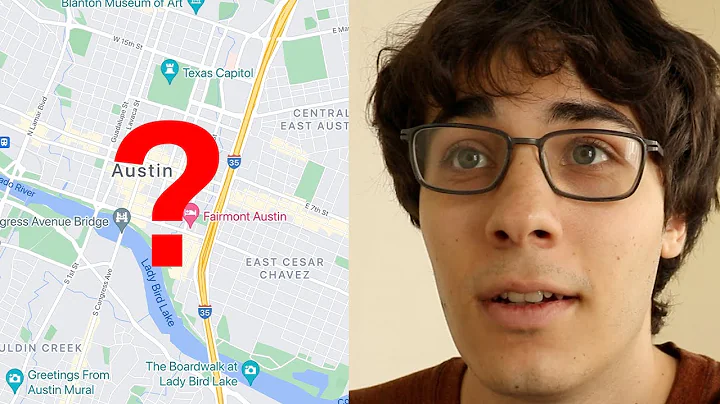 Blanton Museum of Art
W 15th St
Texas Capitol
N Lamar Blvd
Guadalupe St
Lavaca St
CENTRAL
EAST AUST
35
Austin
?
E 7th St
ado River
Fairmont Austin
gress Avenue Bridge
S 1st St
S Congress Ave
Lady Bird Lake
EAST CESAR
CHAVEZ
35
ULDIN CREEK
Greetings From
Austin Mural
The Boardwalk at
Lady Bird Lake